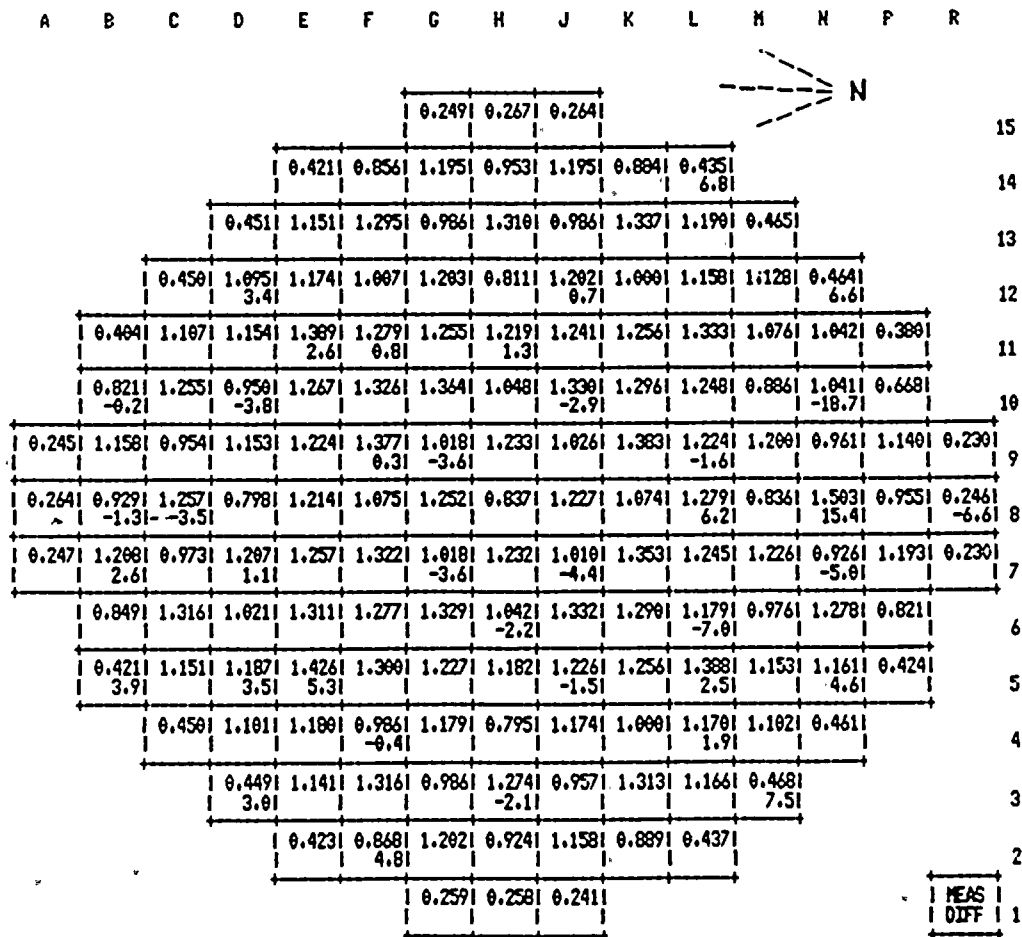 A B C D E F G H J K L M N P R
N
0.249 0.267 0.264 15
0.421 0.856 1.195 0.953 1.195 0.884 0.435
6.8 14
0.451 1.151 1.295 0.986 1.310 0.986 1.337 1.190 0.465 13
0.450 1.095 1.174 1.007 1.203 0.811 1.202 1.000 1.158 1.128 0.464
3.4 0.7 6.6 12
0.404 1.107 1.154 1.389 1.279 1.255 1.219 1.241 1.256 1.333 1.076 1.042 0.380
2.6 0.8 1.3 11
0.821 1.255 0.950 1.267 1.326 1.364 1.048 1.330 1.296 1.248 0.886 1.041 0.668
-0.2 -3.8 -2.9 -18.7 10
0.245 1.158 0.954 1.153 1.224 1.377 1.018 1.233 1.026 1.383 1.224 1.200 0.961 1.140 0.230
0.3 -3.6 -1.6 9
0.264 0.929 1.257 0.798 1.214 1.075 1.252 0.837 1.227 1.074 1.279 0.836 1.503 0.955 0.246
-1.3 -3.5 6.2 15.4 -6.6 8
0.247 1.208 0.973 1.207 1.257 1.322 1.018 1.232 1.010 1.353 1.245 1.226 0.926 1.193 0.230
2.6 1.1 -3.6 -4.4 -5.0 7
0.849 1.316 1.021 1.311 1.277 1.329 1.042 1.332 1.290 1.179 0.976 1.278 0.821
-2.2 -7.0 6
0.421 1.151 1.187 1.426 1.300 1.227 1.182 1.226 1.256 1.388 1.153 1.161 0.424
3.9 3.5 5.3 -1.5 2.5 4.6 5
0.450 1.101 1.180 0.986 1.179 0.795 1.174 1.000 1.170 1.102 0.461
-0.4 1.9 4
0.449 1.141 1.316 0.986 1.274 0.957 1.313 1.166 0.468
3.0 -2.1 7.5 3
0.423 0.868 1.202 0.924 1.158 0.889 0.437
4.8 2
0.259 0.258 0.241 MEAS
DIFF 1